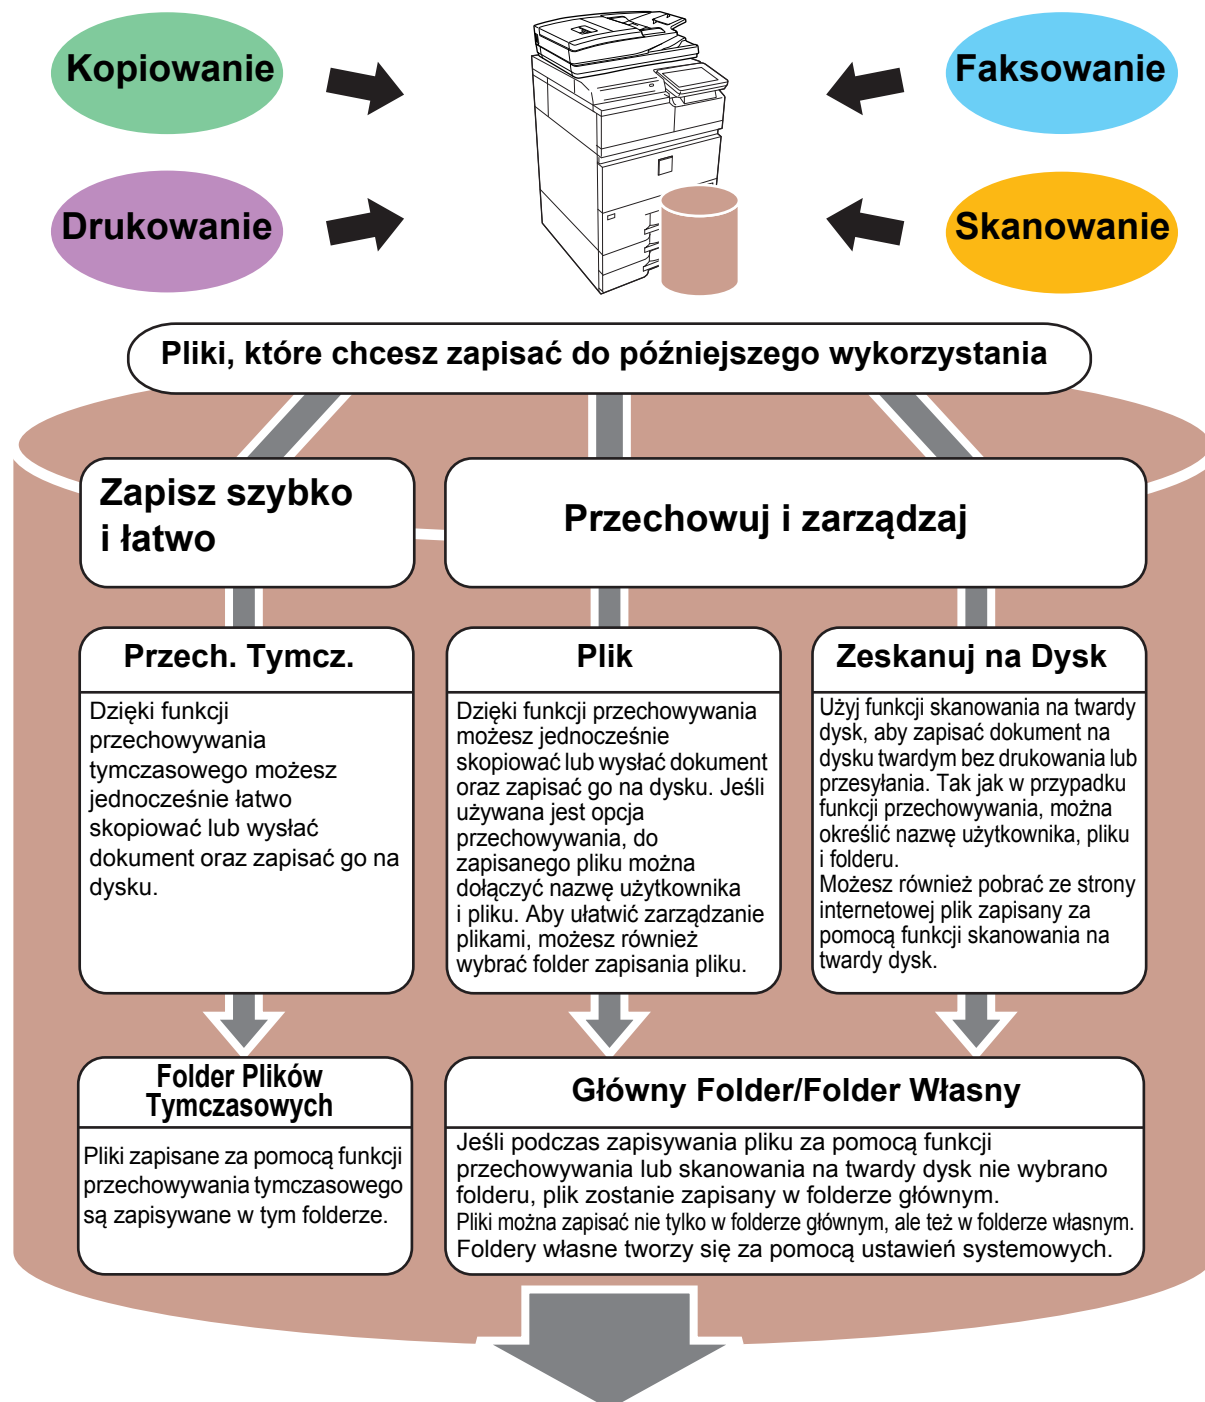 Kopiowanie
Faksowanie
Drukowanie
Skanowanie
Pliki, które chcesz zapisać do późniejszego wykorzystania
Zapisz szybko
i łatwo
Przechowuj i zarządzaj
Przech. Tymcz.
Dzięki funkcji
przechowywania
tymczasowego możesz
jednocześnie łatwo
skopiować lub wysłać
dokument oraz zapisać go na
dysku.
Plik
Dzięki funkcji przechowywania
możesz jednocześnie
skopiować lub wysłać dokument
oraz zapisać go na dysku. Jeśli
używana jest opcja
przechowywania, do
zapisanego pliku można
dołączyć nazwę użytkownika
i pliku. Aby ułatwić zarządzanie
plikami, możesz również
wybrać folder zapisania pliku.
Zeskanuj na Dysk
Użyj funkcji skanowania na twardy
dysk, aby zapisać dokument na
dysku twardym bez drukowania lub
przesyłania. Tak jak w przypadku
funkcji przechowywania, można
określić nazwę użytkownika, pliku
i folderu.
Możesz również pobrać ze strony
internetowej plik zapisany za
pomocą funkcji skanowania na
twardy dysk.
Folder Plików
Tymczasowych
Pliki zapisane za pomocą funkcji
przechowywania tymczasowego
są zapisywane w tym folderze.
Główny Folder/Folder Własny
Jeśli podczas zapisywania pliku za pomocą funkcji
przechowywania lub skanowania na twardy dysk nie wybrano
folderu, plik zostanie zapisany w folderze głównym.
Pliki można zapisać nie tylko w folderze głównym, ale też w folderze własnym.
Foldery własne tworzy się za pomocą ustawień systemowych.